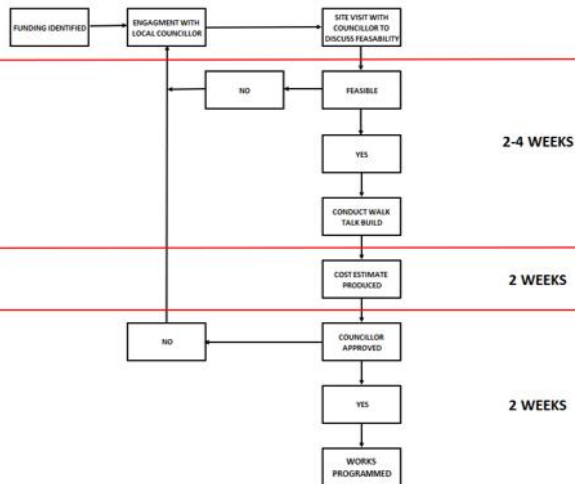 FUNDING IDENTIFIED
ENGAGMENT WITH
LOCAL COUNCILLOR
SITE VISIT WITH
COUNCILLOR TO
DISCUSS FEASABILITY
NO
FEASIBLE
2-4 WEEKS
YES
CONDUCT WALK
TALK BUILD
COST ESTIMATE
PRODUCED
2 WEEKS
NO
COUNCILLOR
APPROVED
YES
2 WEEKS
WORKS
PROGRAMMED